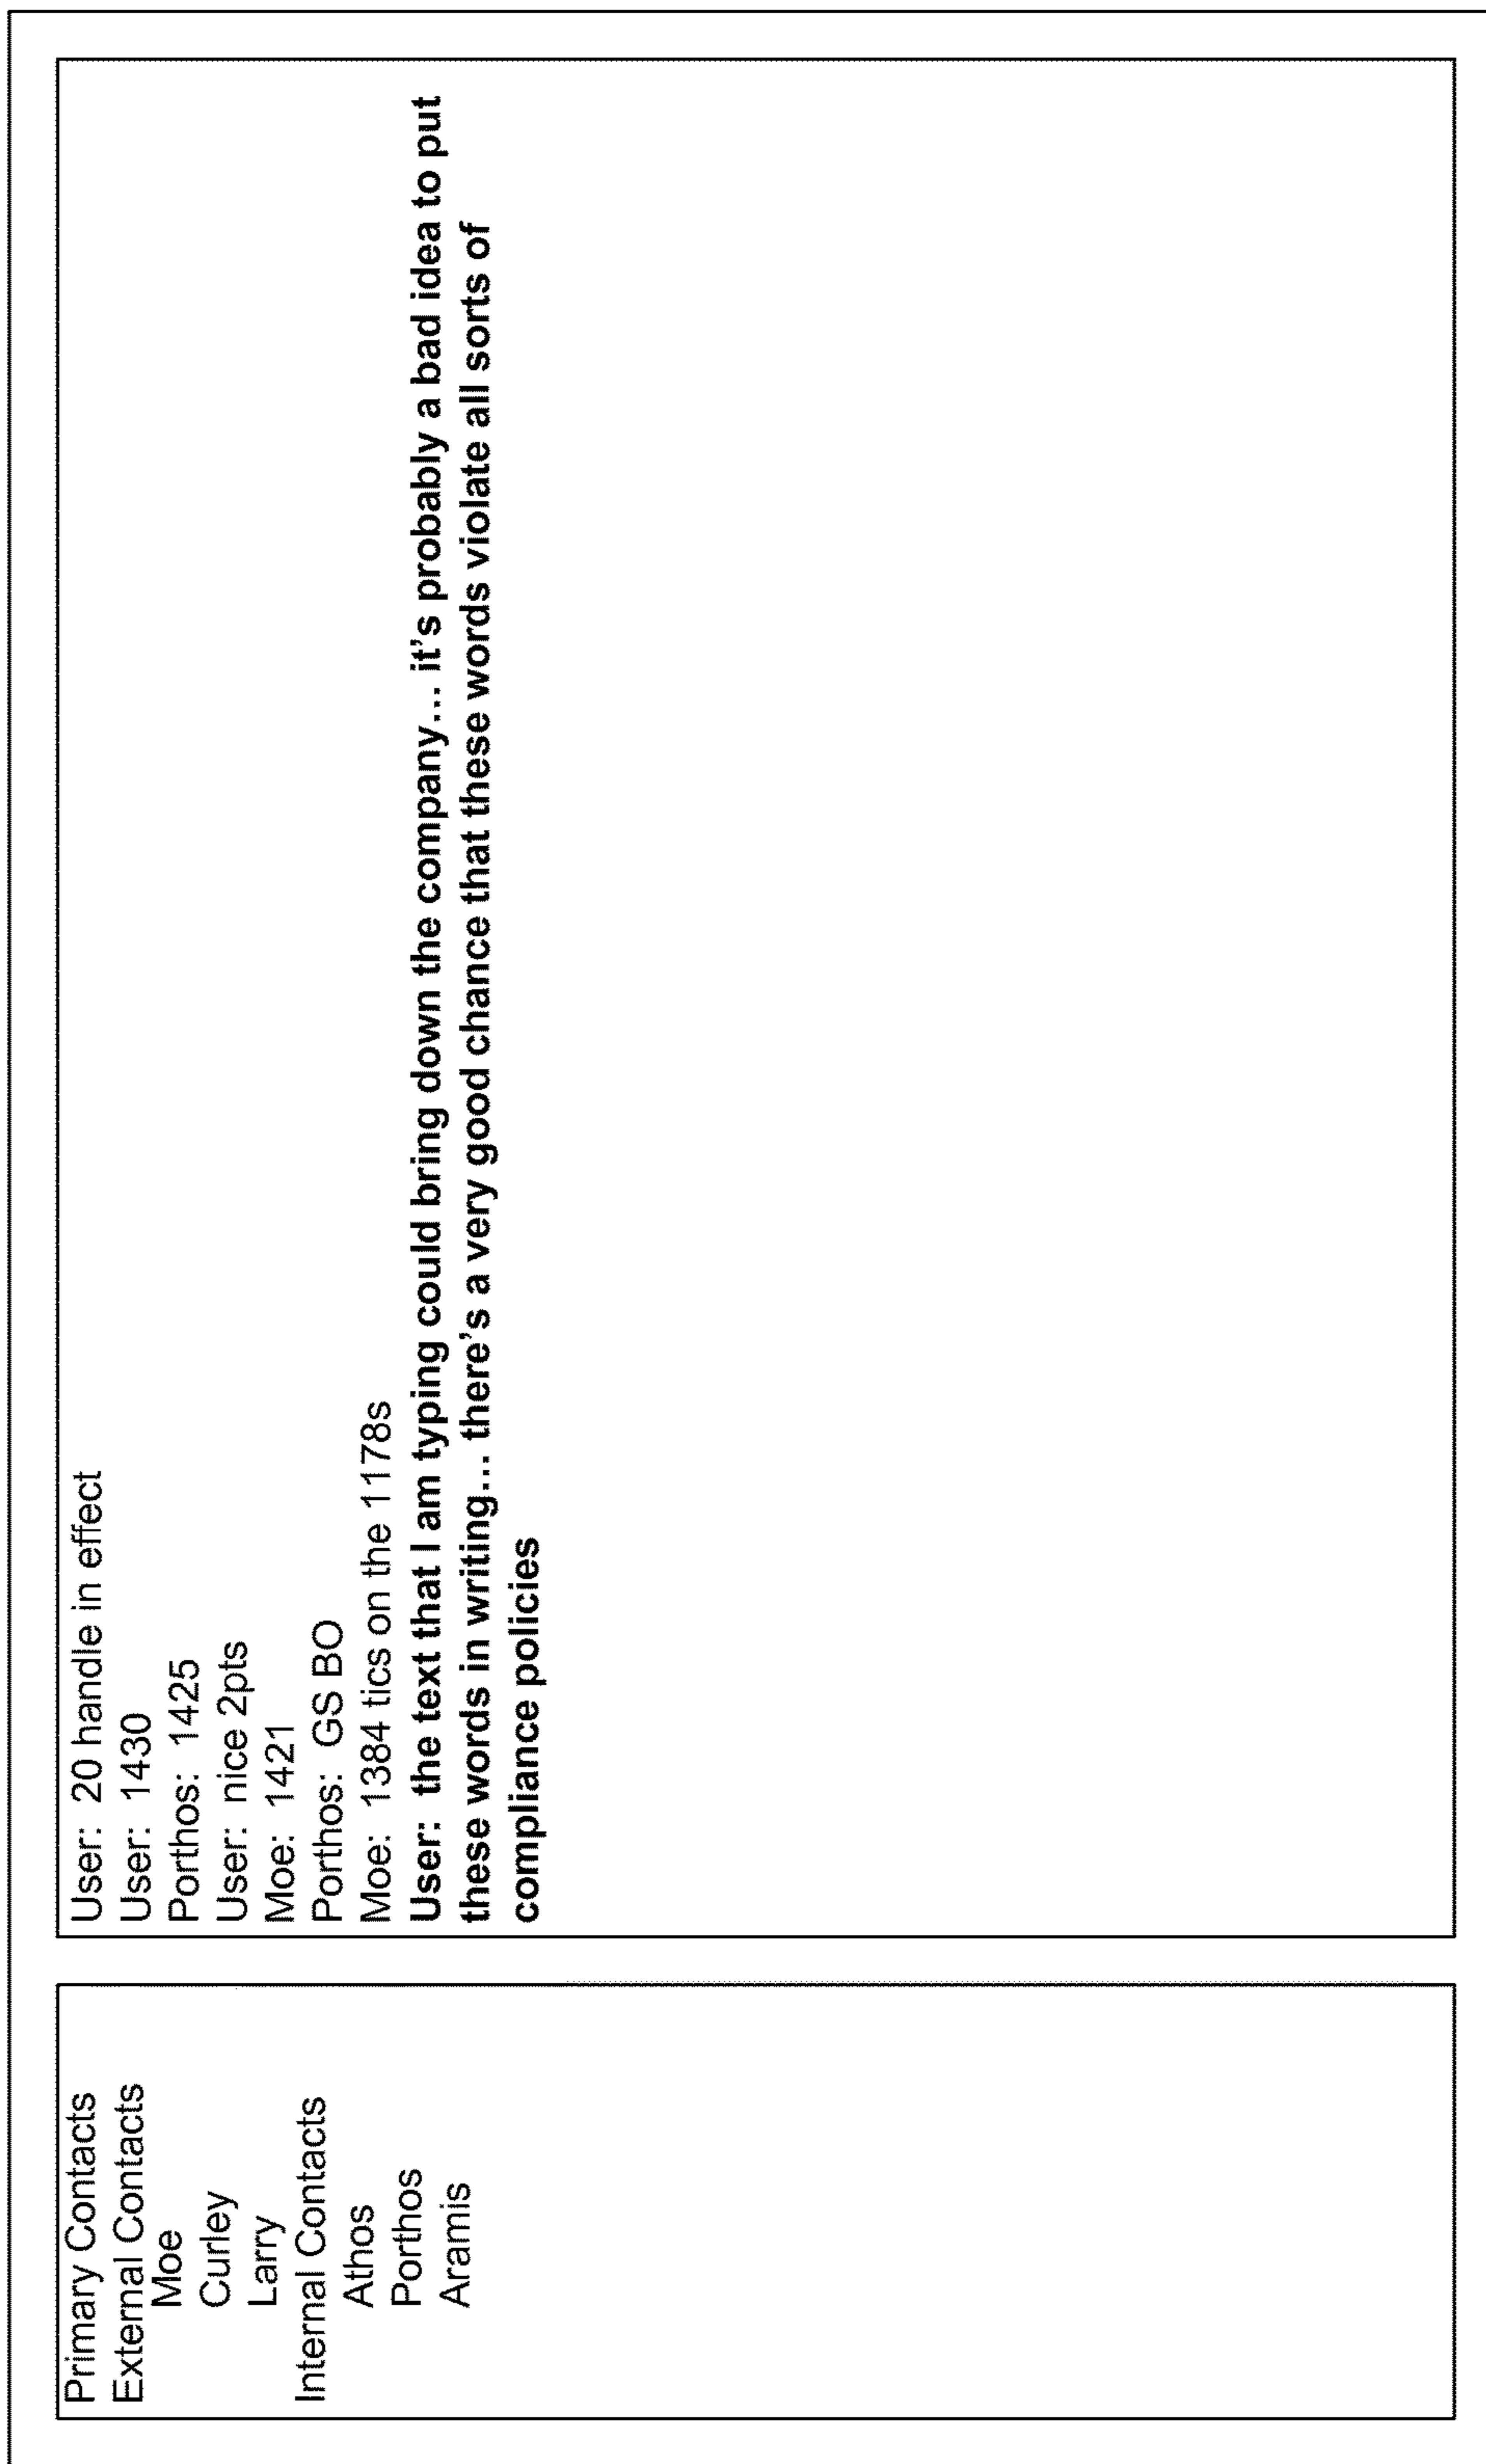 Primary Contacts
External Contacts
Moe
Curley
Larry
Internal Contacts
Athos
Porthos
Aramis
User: 20 handle in effect
User: 1430
Porthos: 1425
User: nice 2pts
Moe: 1421
Porthos: GS BO
Moe: 1384 tics on the 1178s
User: the text that I am typing could bring down the company... it's probably a bad idea to put
these words in writing... there's a very good chance that these words violate all sorts of
compliance policies